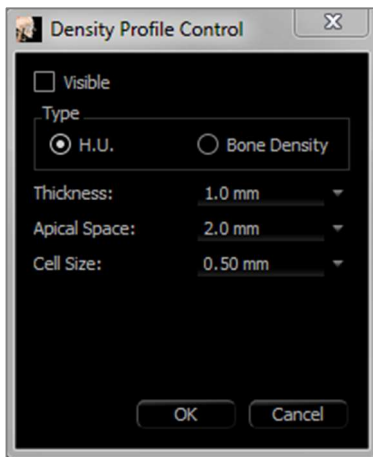 Density Profile Control
Visible
Type
H.U. Bone Density
Thickness: 1.0 mm
Apical Space: 2.0 mm
Cell Size: 0.50 mm
OK Cancel